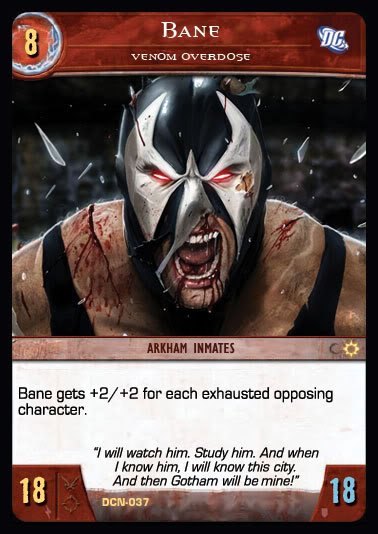 8
Bane
VENOM OVERDOSE
DC
ARKHAM INMATES
Bane gets +2/+2 for each exhausted opposing
character.
"I will watch him. Study him. And when
I know him, I will know this city.
And then Gotham will be mine!"
18
DCN-037
18